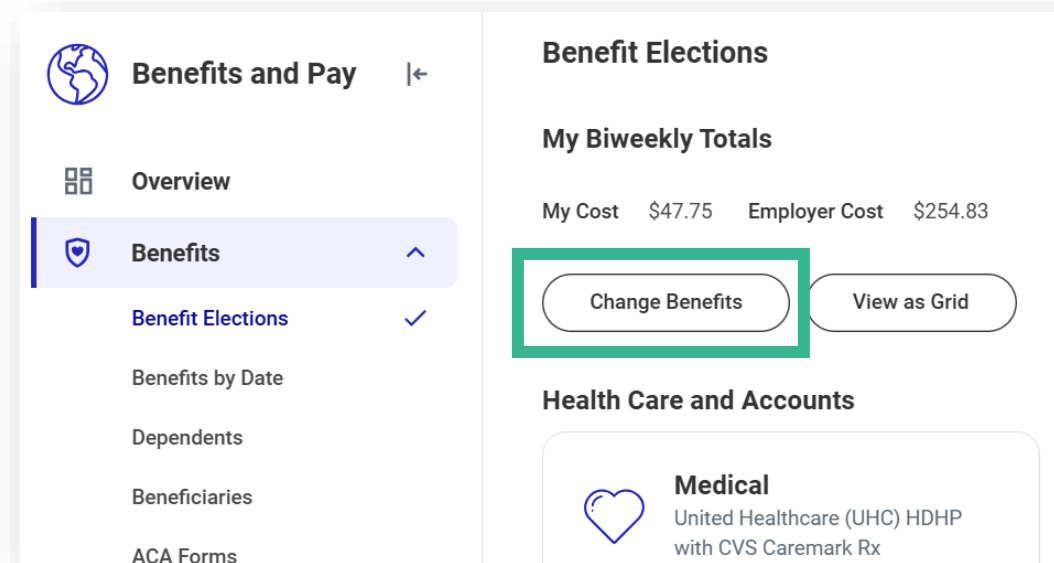 Benefits and Pay
Overview
Benefits
Benefit Elections
Benefits by Date
Dependents
Beneficiaries
ACA Forms
Benefit Elections
My Biweekly Totals
My Cost $47.75 Employer Cost $254.83
Change Benefits View as Grid
Health Care and Accounts
Medical
United Healthcare (UHC) HDHP
with CVS Caremark Rx